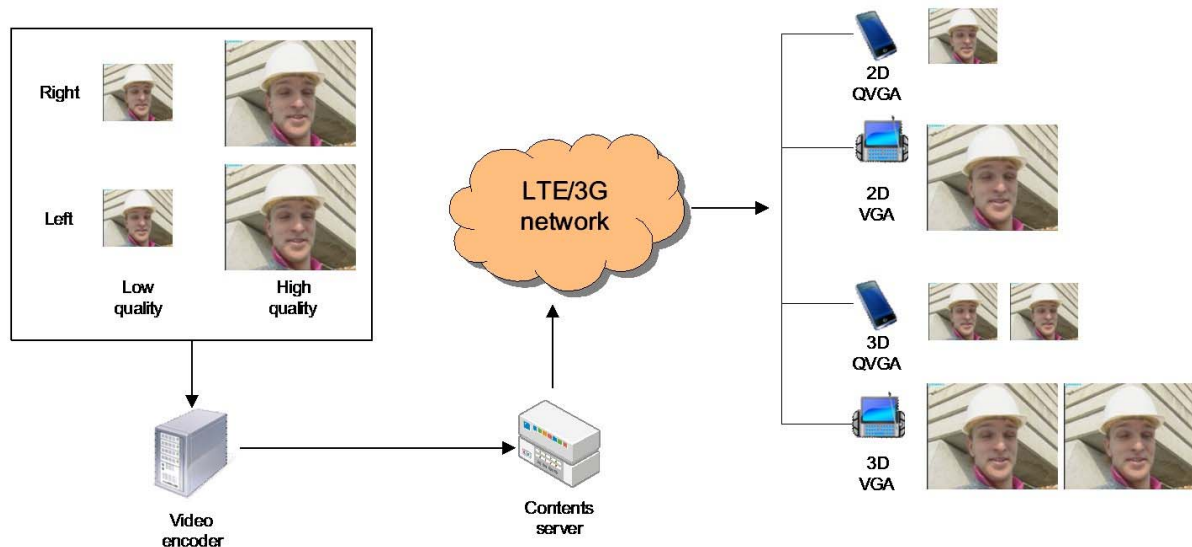 Right
Left
Low
quality
High
quality
Video
encoder
Contents
server
LTE/3G
network
2D
QVGA
2D
VGA
3D
QVGA
3D
VGA